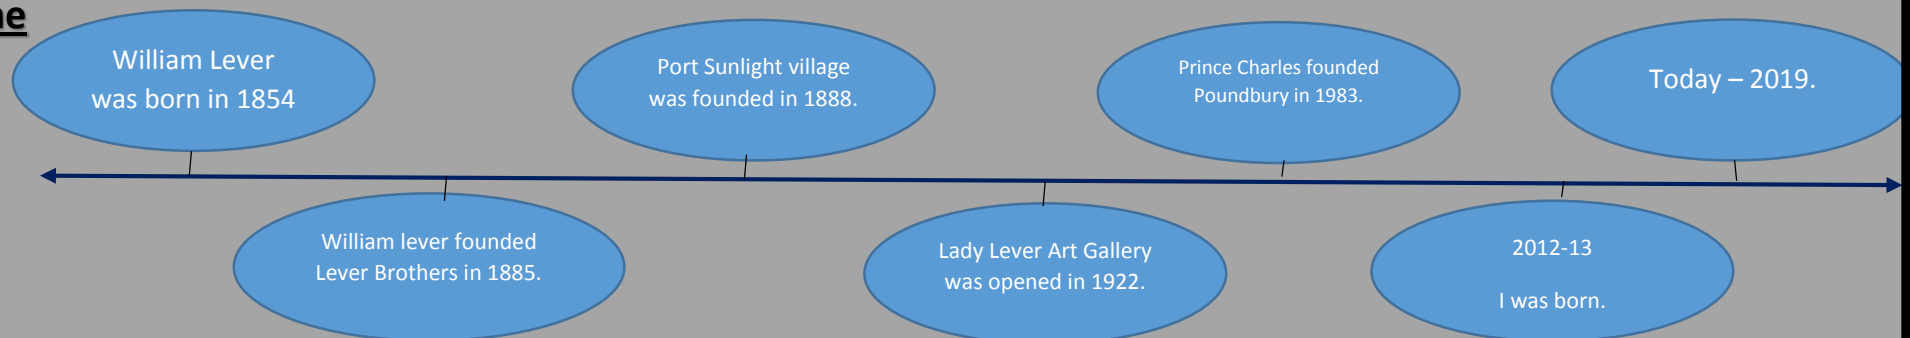 ne
William Lever
was born in 1854
William lever founded
Lever Brothers in 1885.
Port Sunlight village
was founded in 1888.
Lady Lever Art Gallery
was opened in 1922.
Prince Charles founded
Poundbury in 1983.
2012-13
I was born.
Today – 2019.